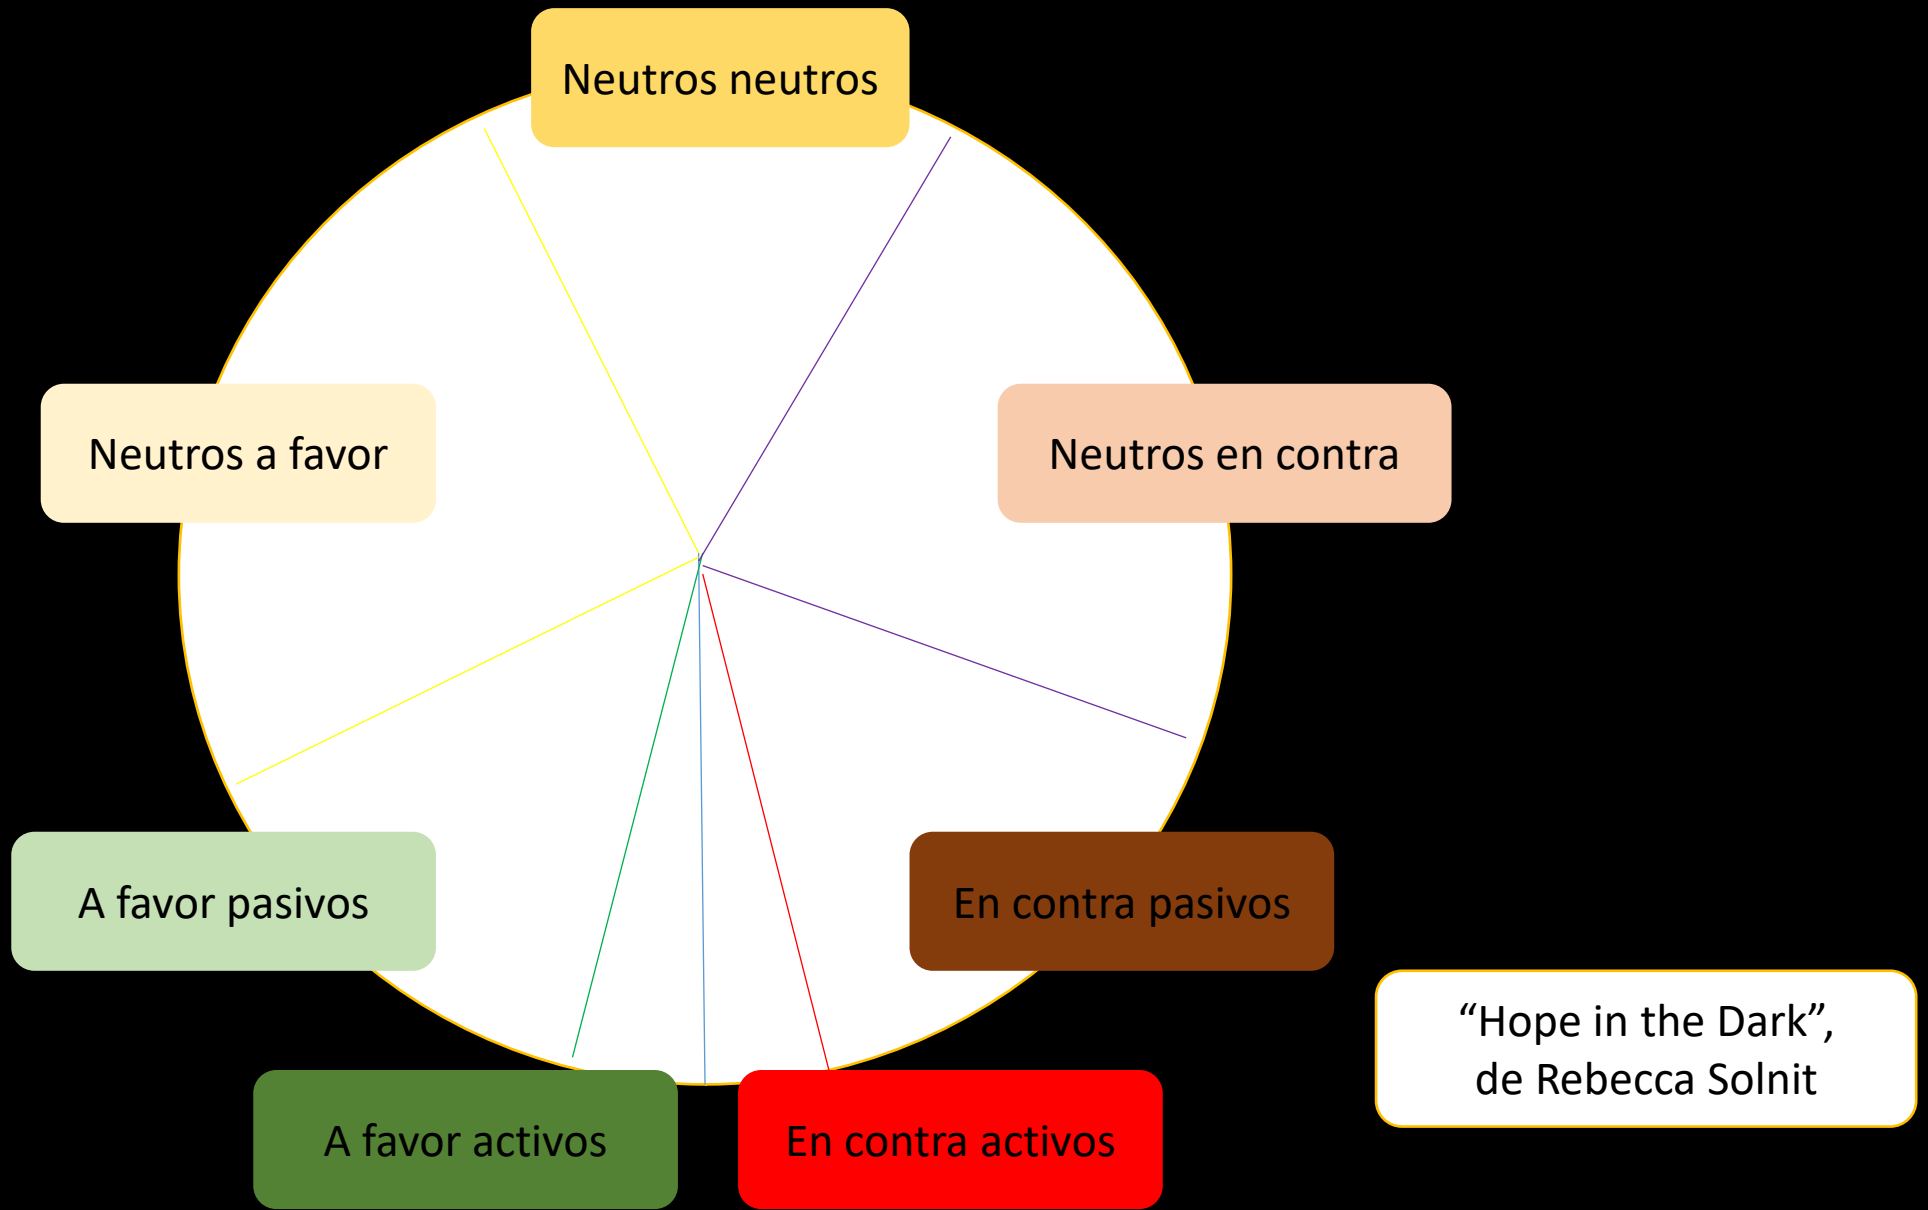 Neutros neutros
Neutros a favor
Neutros en contra
A favor pasivos
En contra pasivos
“Hope in the Dark”,
de Rebecca Solnit
A favor activos
En contra activos